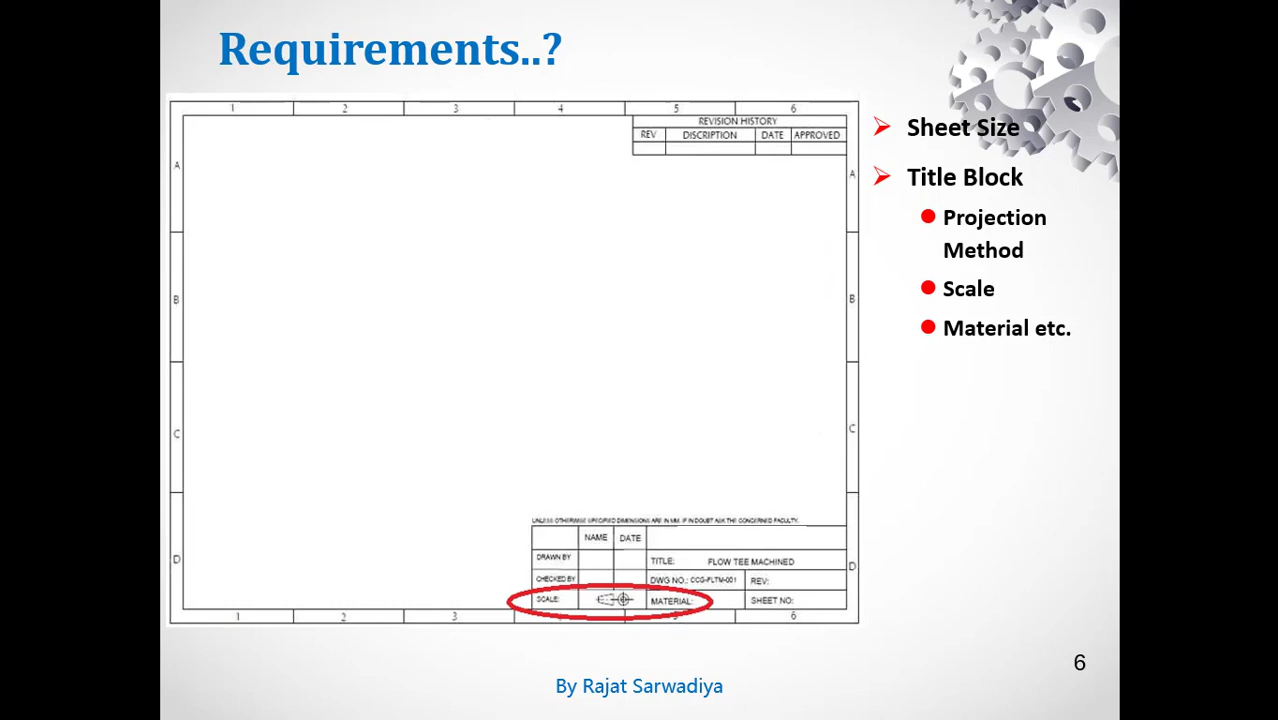 Requirements..?
1 2 3 4 5 6
REVISION HISTORY
REV DISCRIPTION DATE APPROVED
A A
B B
C C
UNLESS OTHERWISE SPECIFIED DIMENSIONS ARE IN MM. IF IN DOUBT ASK THE CONCERNED FACULTY.
NAME DATE
DRAWN BY TITLE: FLOW TEE MACHINED
D D
CHECKED BY DWG NO.: CCG-FLTM-001 REV:
SCALE: MATERIAL: SHEET NO:
1 2 3 5 6
Sheet Size
Title Block
Projection
Method
Scale
Material etc.
6
By Rajat Sarwadiya